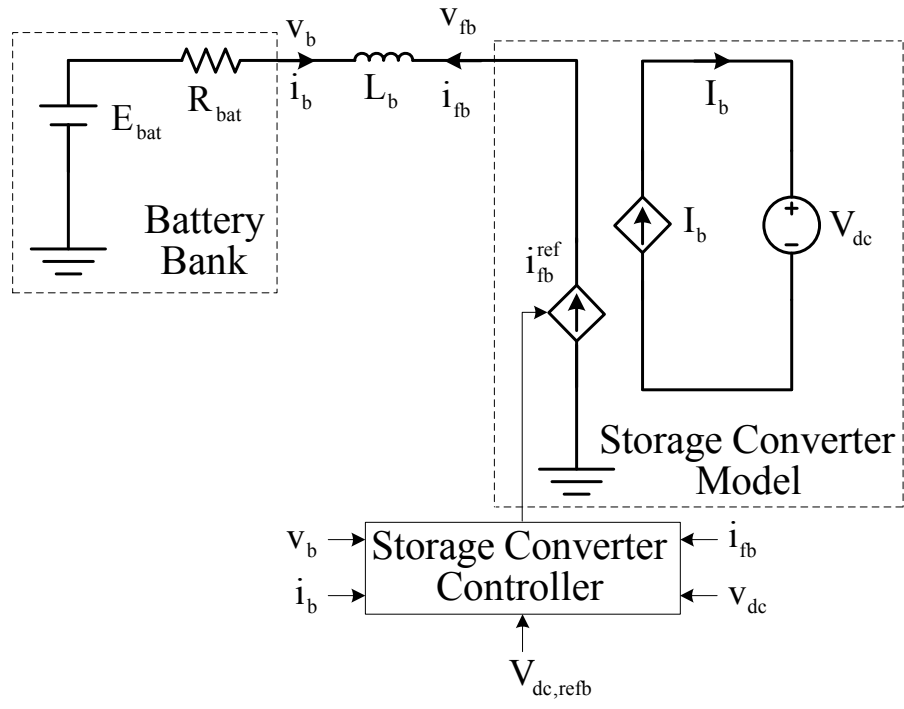 v_b
v_fb
i_b
L_b
i_fb
R_bat
E_bat
Battery
Bank
I_b
I_b
+
−
V_dc
i_fb^ref
Storage Converter
Model
v_b
i_b
Storage Converter
Controller
i_fb
v_dc
V_dc,refb